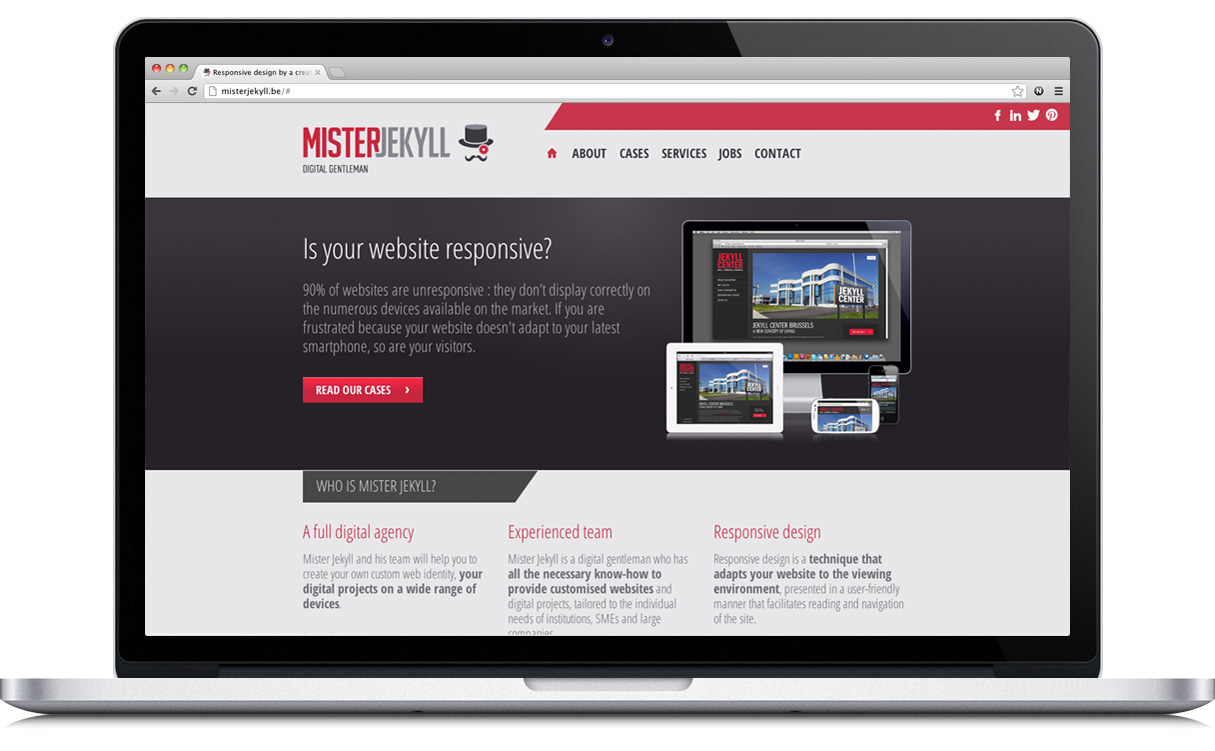 Responsive design by a crea
misterjekyll.be/#
MISTERJEKYLL
DIGITAL GENTLEMAN
ABOUT CASES SERVICES JOBS CONTACT
Is your website responsive?
90% of websites are unresponsive : they don't display correctly on
the numerous devices available on the market. If you are
frustrated because your website doesn't adapt to your latest
smartphone, so are your visitors.
READ OUR CASES
JEKYLL
CENTER
JEKYLL
CENTER
JEKYLL CENTER BRUSSELS
A NEW CONCEPT OF LIVING
WHO IS MISTER JEKYLL?
A full digital agency
Mister Jekyll and his team will help you to
create your own custom web identity, your
digital projects on a wide range of
devices.
Experienced team
Mister Jekyll is a digital gentleman who has
all the necessary know-how to
provide customised websites and
digital projects, tailored to the individual
needs of institutions, SMEs and large
companies
Responsive design
Responsive design is a technique that
adapts your website to the viewing
environment, presented in a user-friendly
manner that facilitates reading and navigation
of the site.